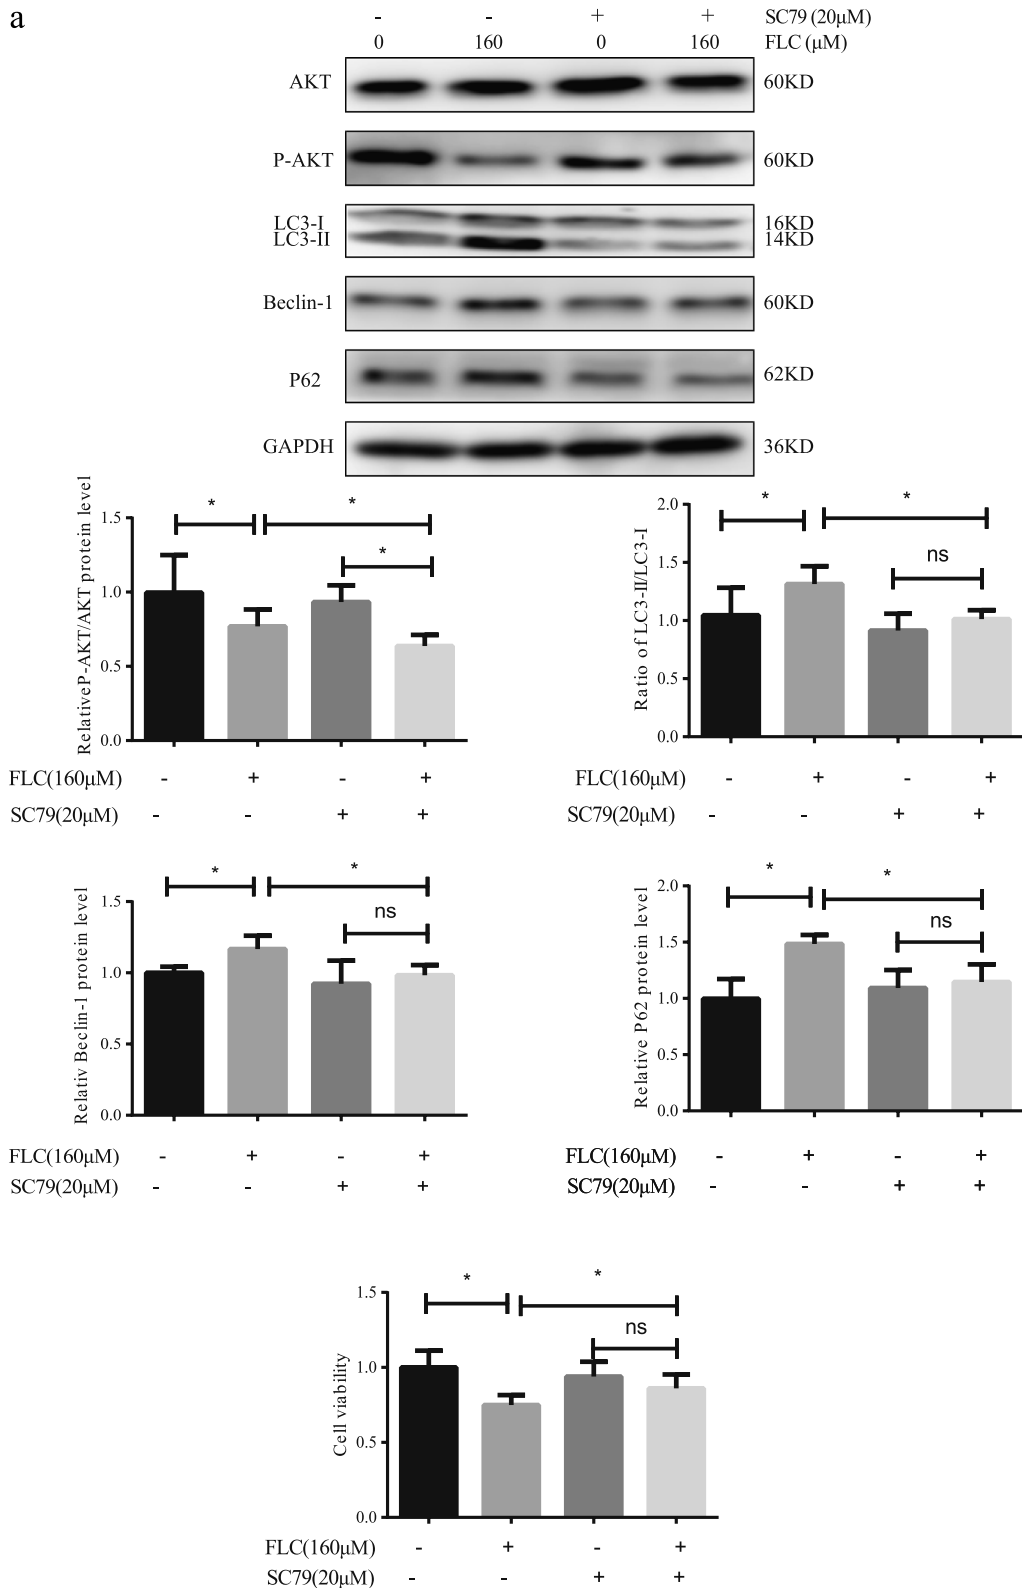 a
- - + + SC79 (20μM)
0 160 0 160 FLC (μM)
AKT 60KD
P-AKT 60KD
LC3-I 16KD
LC3-II 14KD
Beclin-1 60KD
P62 62KD
GAPDH 36KD
Relative P-AKT/AKT protein level
1.5
1.0
0.5
0.0
* * *
FLC(160μM) - + - +
SC79(20μM) - - + +
Ratio of LC3-II/LC3-I
2.0
1.5
1.0
0.5
0.0
* * ns
FLC(160μM) - + - +
SC79(20μM) - - + +
Relativ Beclin-1 protein level
1.5
1.0
0.5
0.0
* * ns
FLC(160μM) - + - +
SC79(20μM) - - + +
Relative P62 protein level
2.0
1.5
1.0
0.5
0.0
* * ns
FLC(160μM) - + - +
SC79(20μM) - - + +
Cell viability
1.5
1.0
0.5
0.0
* * ns
FLC(160μM) - + - +
SC79(20μM) - - + +